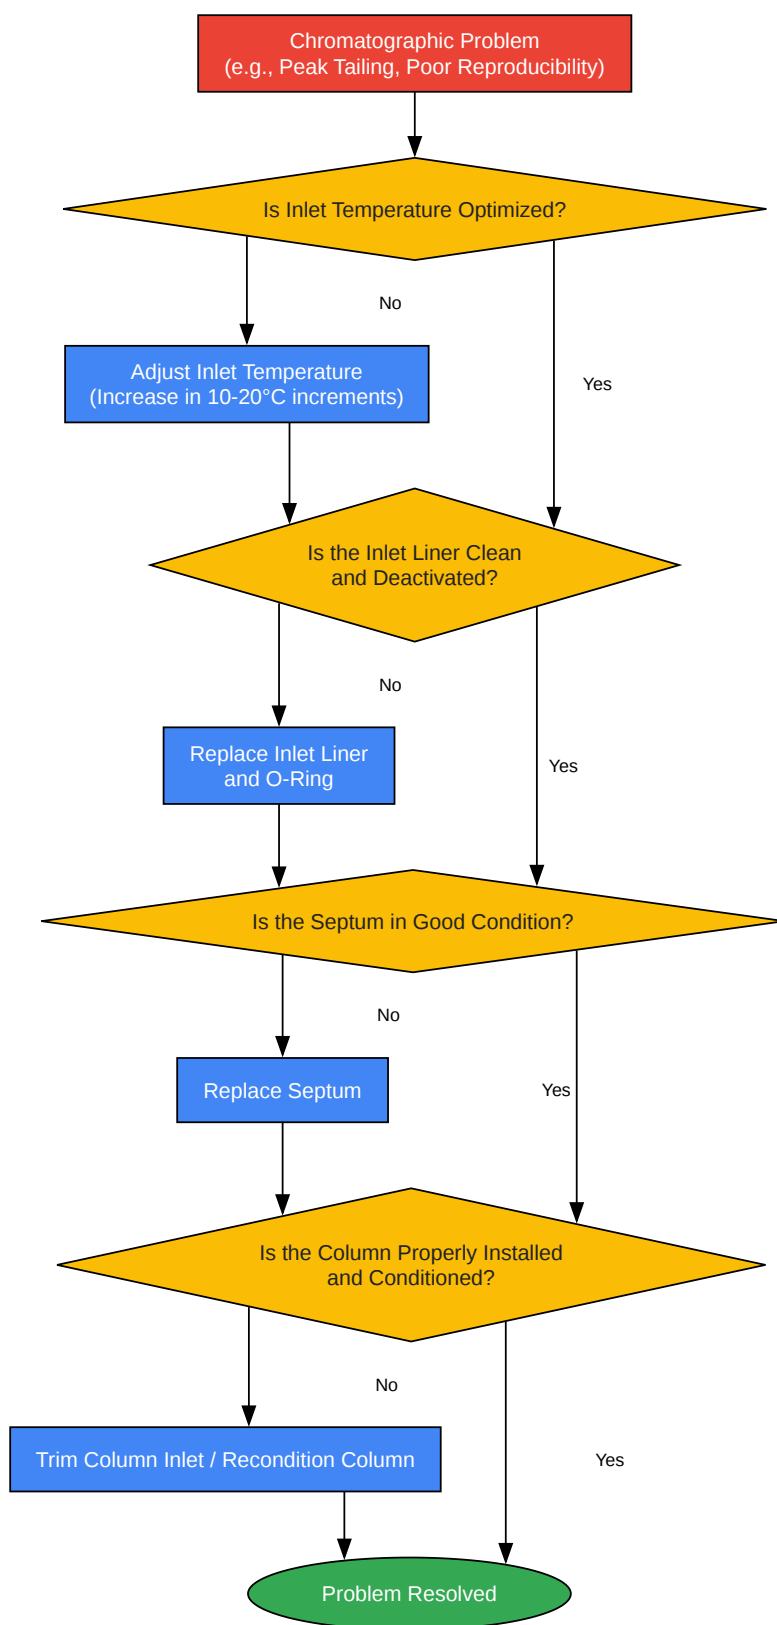 Chromatographic Problem
(e.g., Peak Tailing, Poor Reproducibility)
Is Inlet Temperature Optimized?
No
Adjust Inlet Temperature
(Increase in 10-20°C increments)
Yes
Is the Inlet Liner Clean
and Deactivated?
No
Replace Inlet Liner
and O-Ring
Yes
Is the Septum in Good Condition?
No
Replace Septum
Yes
Is the Column Properly Installed
and Conditioned?
No
Trim Column Inlet / Recondition Column
Yes
Problem Resolved